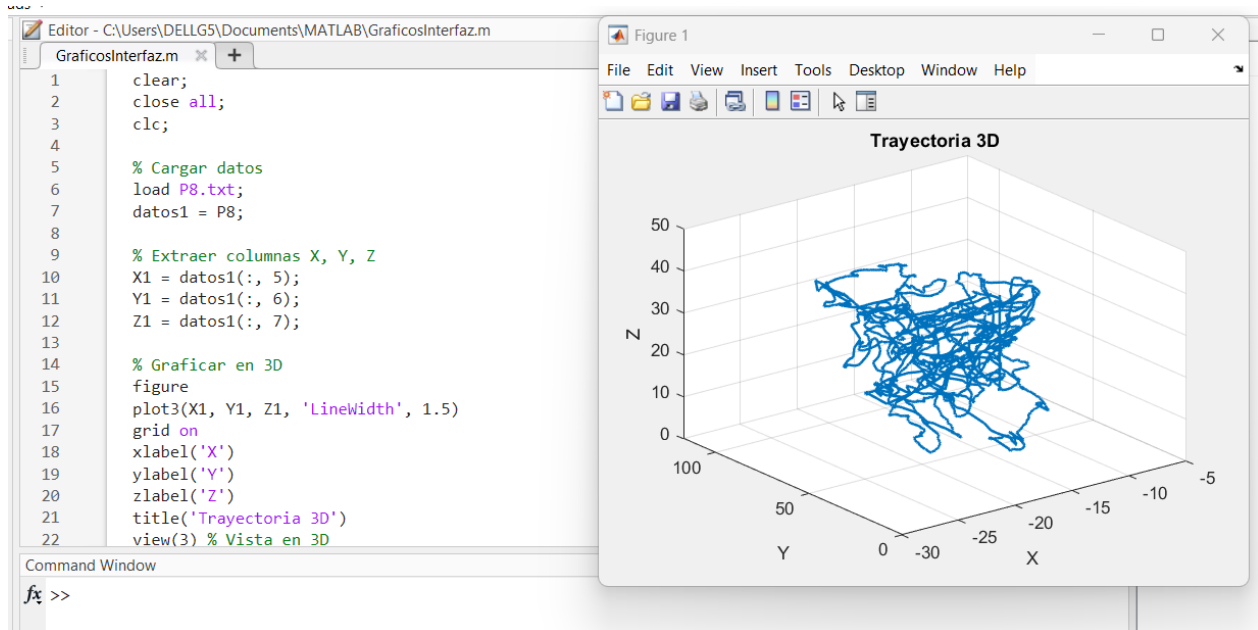 Editor - C:\Users\DELLG5\Documents\MATLAB\GraficosInterfaz.m
GraficosInterfaz.m
1 clear;
2 close all;
3 clc;
4
5 % Cargar datos
6 load P8.txt;
7 datos1 = P8;
8
9 % Extraer columnas X, Y, Z
10 X1 = datos1(:, 5);
11 Y1 = datos1(:, 6);
12 Z1 = datos1(:, 7);
13
14 % Graficar en 3D
15 figure
16 plot3(X1, Y1, Z1, 'LineWidth', 1.5)
17 grid on
18 xlabel('X')
19 ylabel('Y')
20 zlabel('Z')
21 title('Trayectoria 3D')
22 view(3) % Vista en 3D
Command Window
fx >>
Figure 1
File Edit View Insert Tools Desktop Window Help
Trayectoria 3D
50
40
30
20
10
0
Z
100
50
0
Y
-30
-25
-20
-15
-10
-5
X